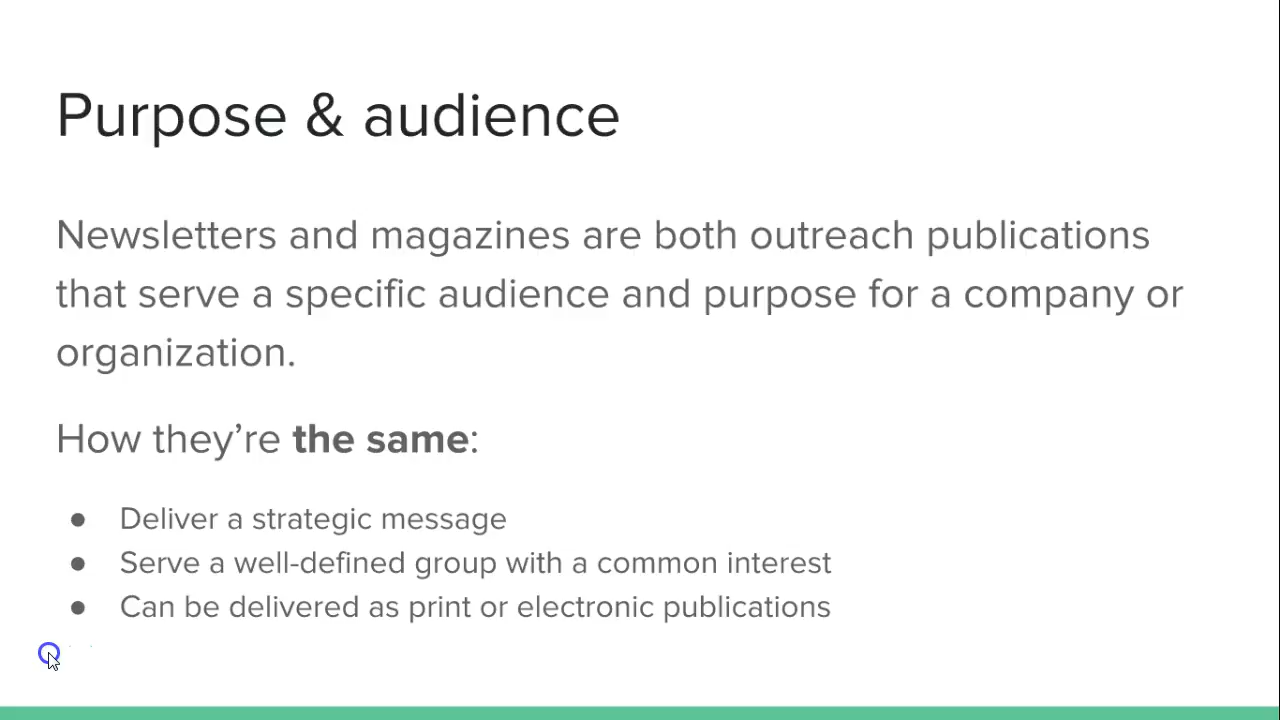 Purpose & audience
Newsletters and magazines are both outreach publications
that serve a specific audience and purpose for a company or
organization.
How they’re the same:
● Deliver a strategic message
● Serve a well-defined group with a common interest
● Can be delivered as print or electronic publications